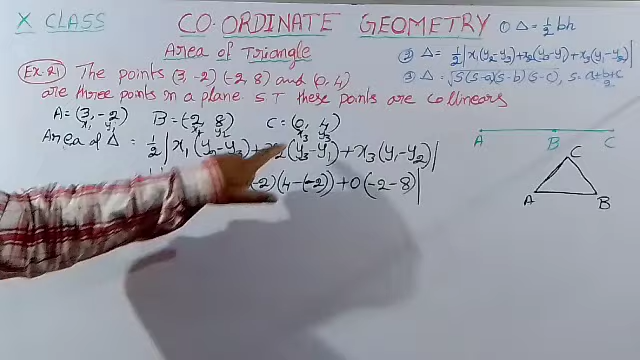 X CLASS
CO-ORDINATE GEOMETRY
① Δ = ½ bh
Area of Triangle
② Δ = ½ |x₁(y₂-y₃)+x₂(y₃-y₁)+x₃(y₁-y₂)|
Ex-21 The points (3,-2) (-2, 8) and (0, 4)
③ Δ = √S(S-a)(S-b)(S-c), S = a+b+c/2
are three points in a plane. S.T these points are collinears
A = (3, -2) B = (-2, 8) C = (0, 4)
x₁ y₁ x₂ y₂ x₃ y₃
Area of Δ = ½ | x₁(y₂-y₃)+x₂(y₃-y₁)+x₃(y₁-y₂)|
-2)(4-(-2))+0(-2-8)|
A B C
C
A B